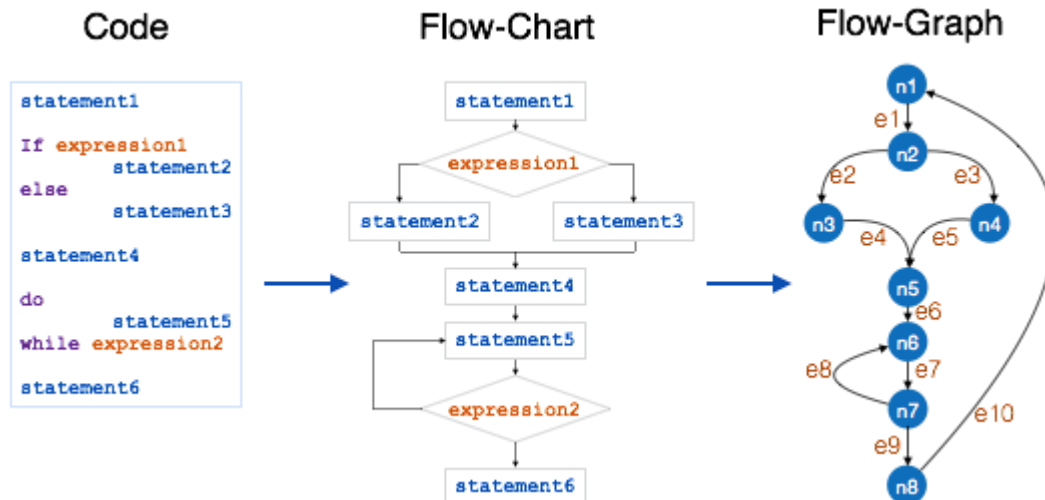 Code
statement1
If expression1
statement2
else
statement3
statement4
do
statement5
while expression2
statement6
Flow-Chart
statement1
expression1
statement2
statement3
statement4
statement5
expression2
statement6
Flow-Graph
n1
e1
n2
e2
e3
n3
n4
e4
e5
n5
e6
n6
e8
e7
n7
e9
e10
n8